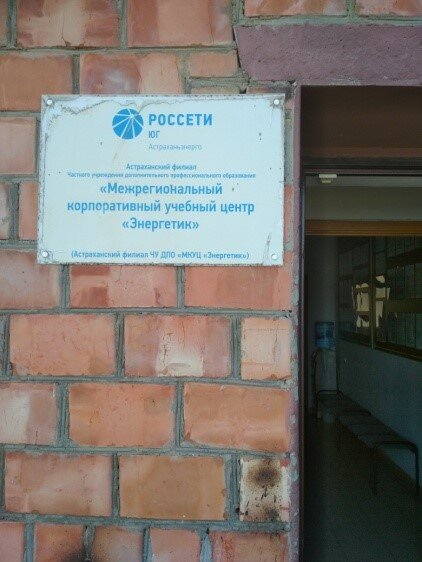 РОССЕТИ
ЮГ
Астраханьэнерго
Астраханский филиал
Частного учреждения дополнительного профессионального образования
«Межрегиональный
корпоративный учебный центр
«Энергетик»
(Астраханский филиал ЧУ ДПО «МКУЦ «Энергетик»)